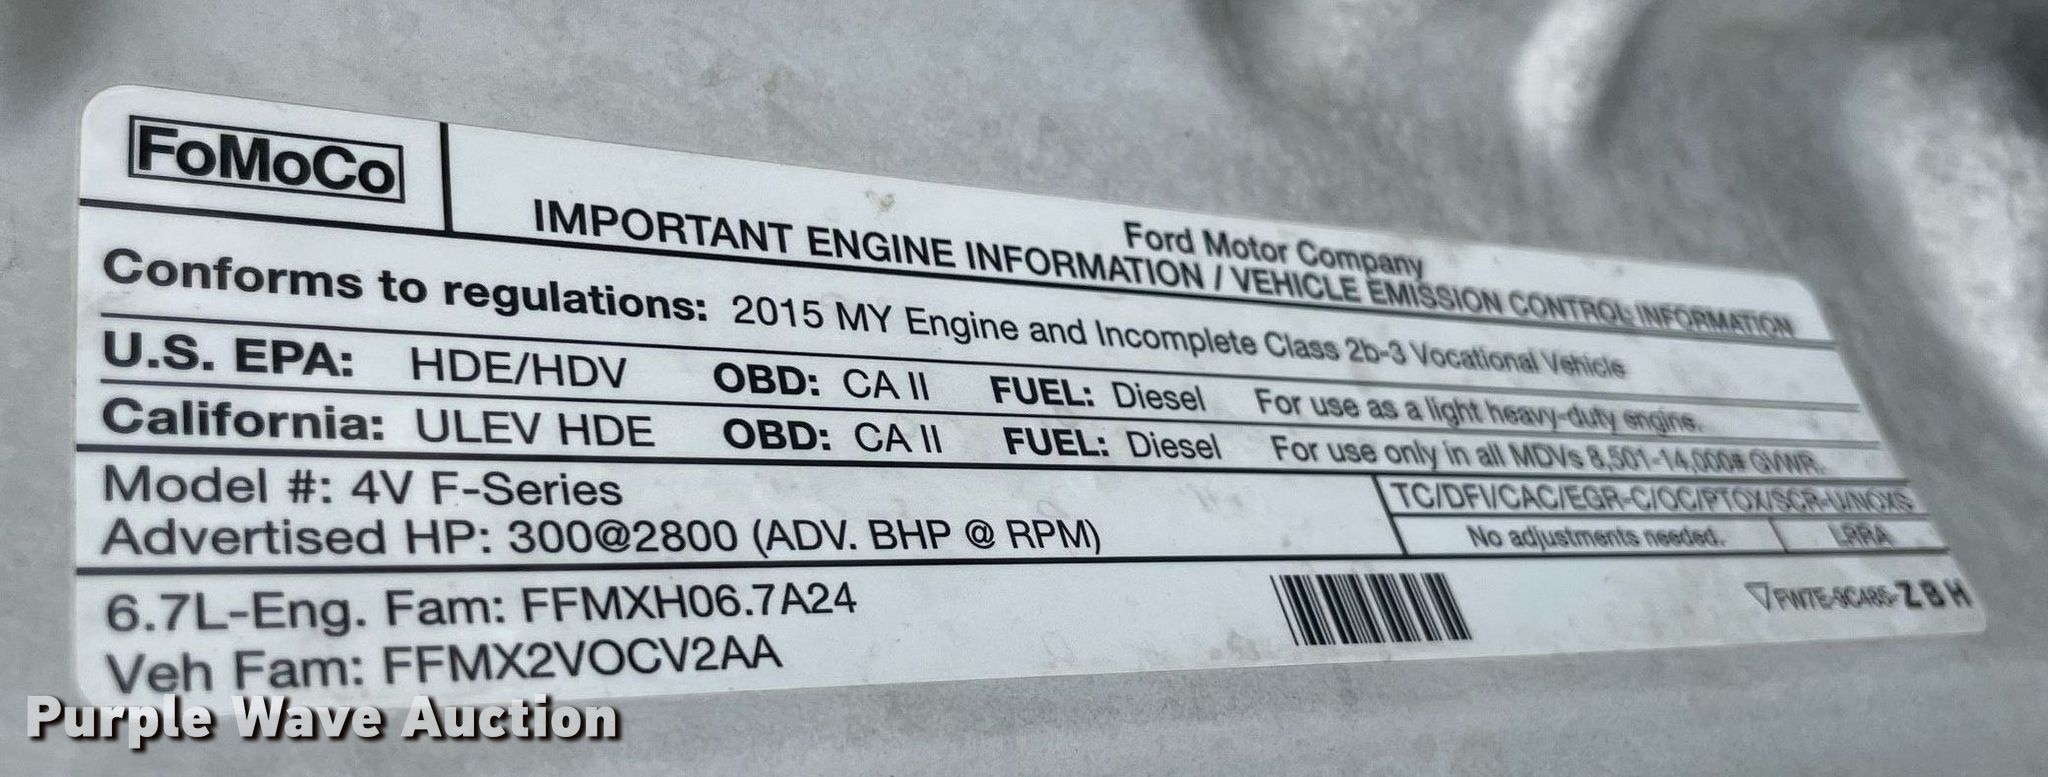 FoMoCo
Ford Motor Company
IMPORTANT ENGINE INFORMATION / VEHICLE EMISSION CONTROL INFORMATION
Conforms to regulations: 2015 MY Engine and Incomplete Class 2b-3 Vocational Vehicle
U.S. EPA: HDE/HDV OBD: CA II FUEL: Diesel For use as a light heavy-duty engine.
California: ULEV HDE OBD: CA II FUEL: Diesel For use only in all MDVs 8,501-14,000# GVWR.
Model #: 4V F-Series
Advertised HP: 300@2800 (ADV. BHP @ RPM)
TC/DFI/CAC/EGR-C/OC/PTOX/SCR-U/NOXS
No adjustments needed. LRRA
6.7L-Eng. Fam: FFMXH06.7A24
Veh Fam: FFMX2VOCV2AA
FW7E-9C485-ZBH
Purple Wave Auction